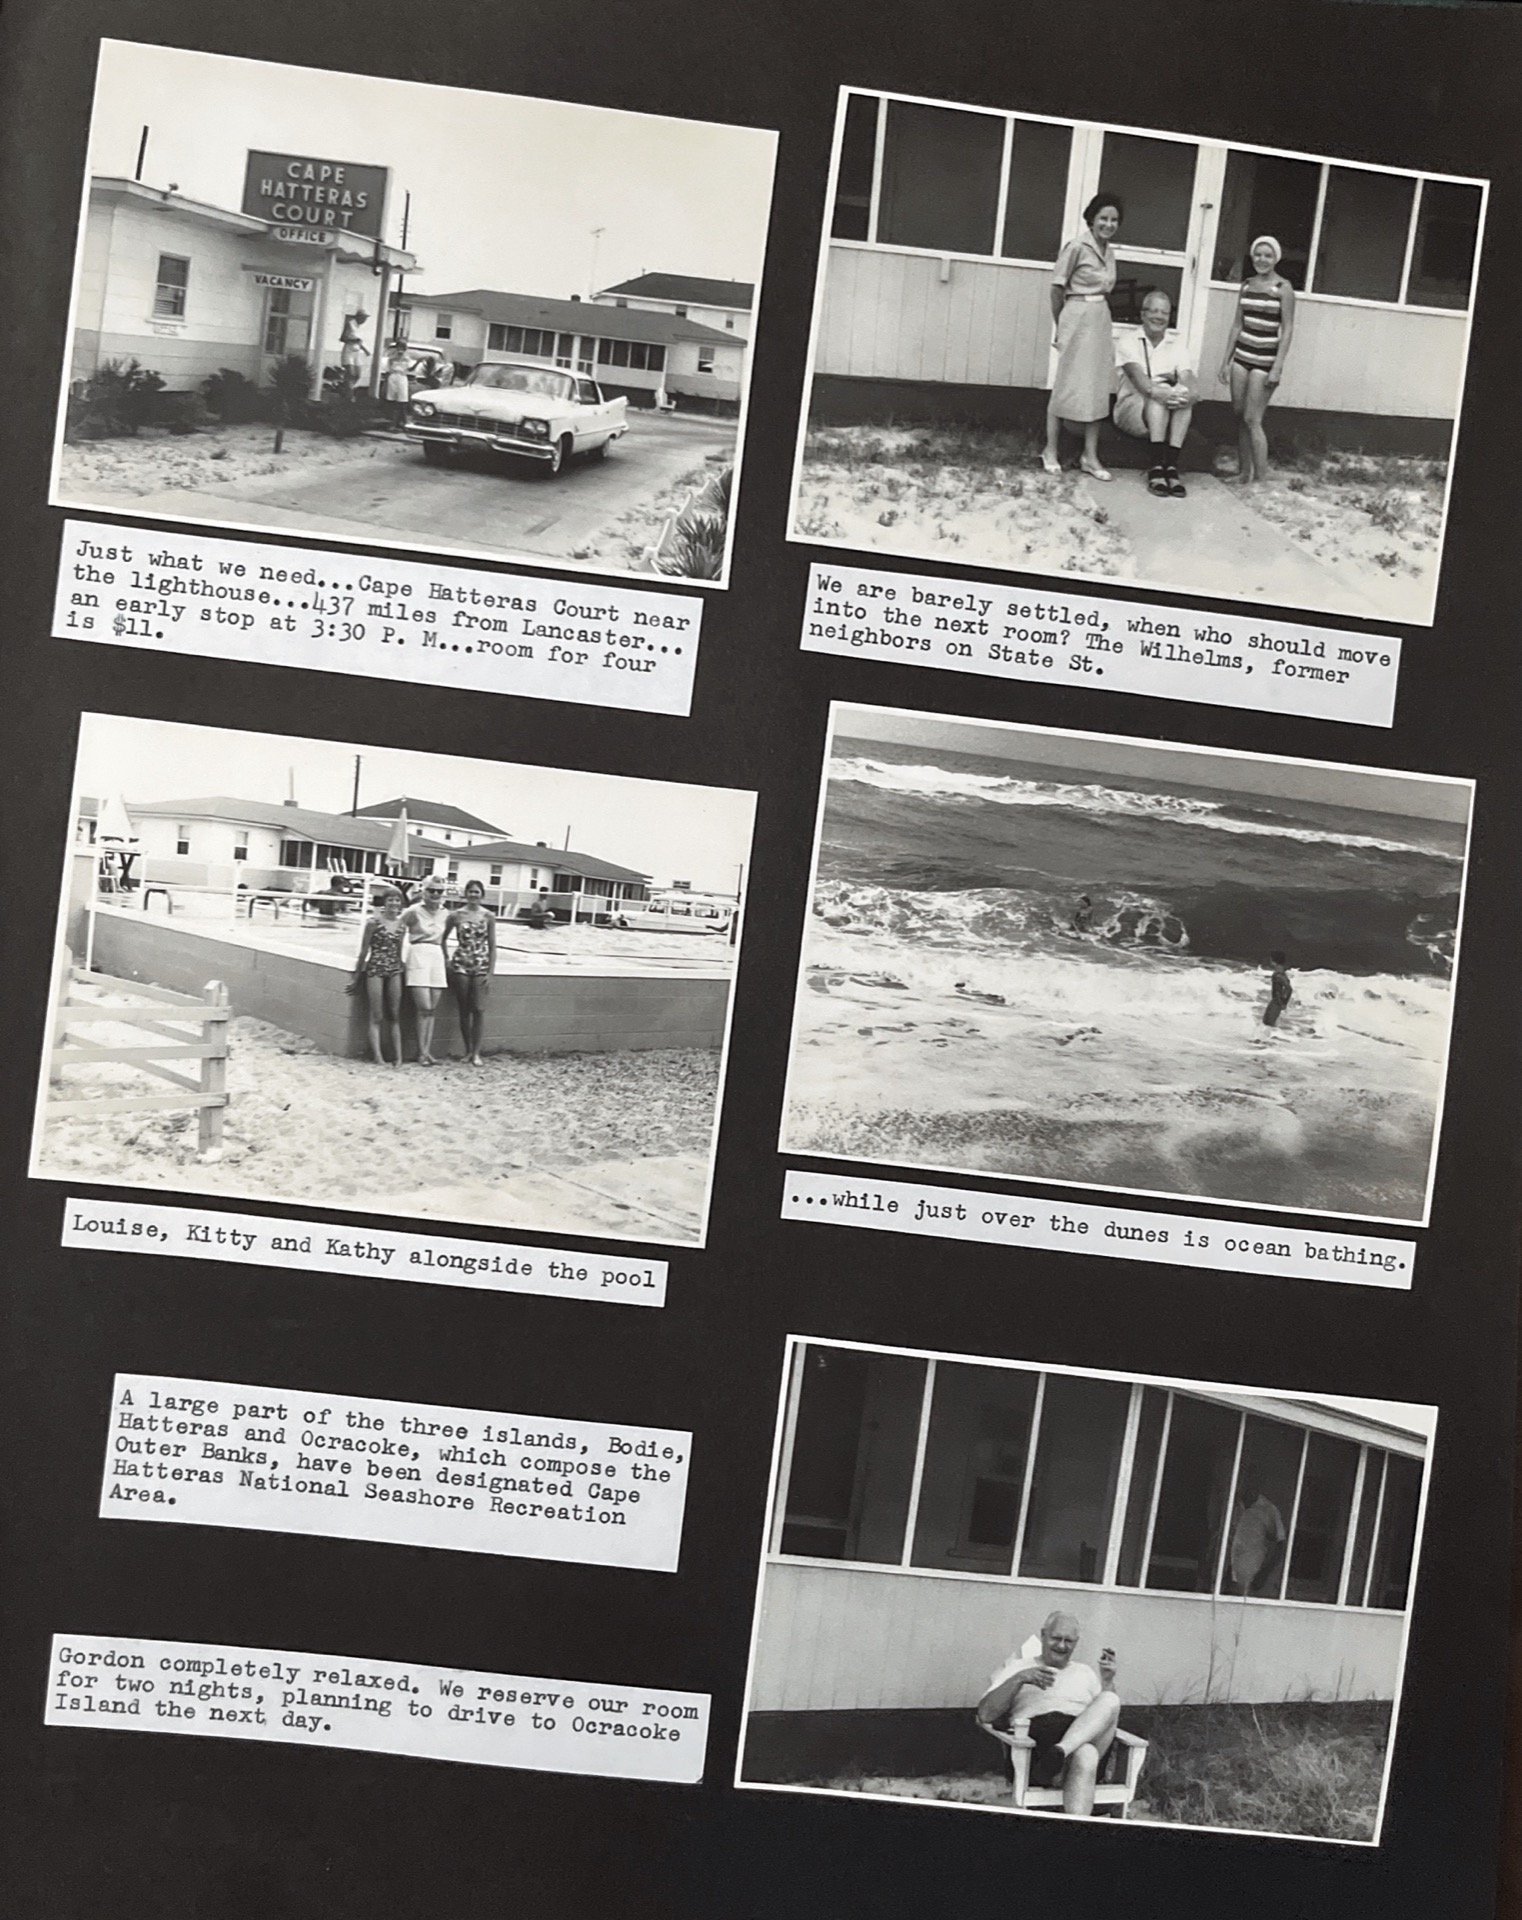 CAPE
HATTERAS
COURT
OFFICE
VACANCY
Just what we need...Cape Hatteras Court near
the lighthouse...437 miles from Lancaster...
an early stop at 3:30 P. M...room for four
is $11.
We are barely settled, when who should move
into the next room? The Wilhelms, former
neighbors on State St.
Louise, Kitty and Kathy alongside the pool
...while just over the dunes is ocean bathing.
A large part of the three islands, Bodie,
Hatteras and Ocracoke, which compose the
Outer Banks, have been designated Cape
Hatteras National Seashore Recreation
Area.
Gordon completely relaxed. We reserve our room
for two nights, planning to drive to Ocracoke
Island the next day.